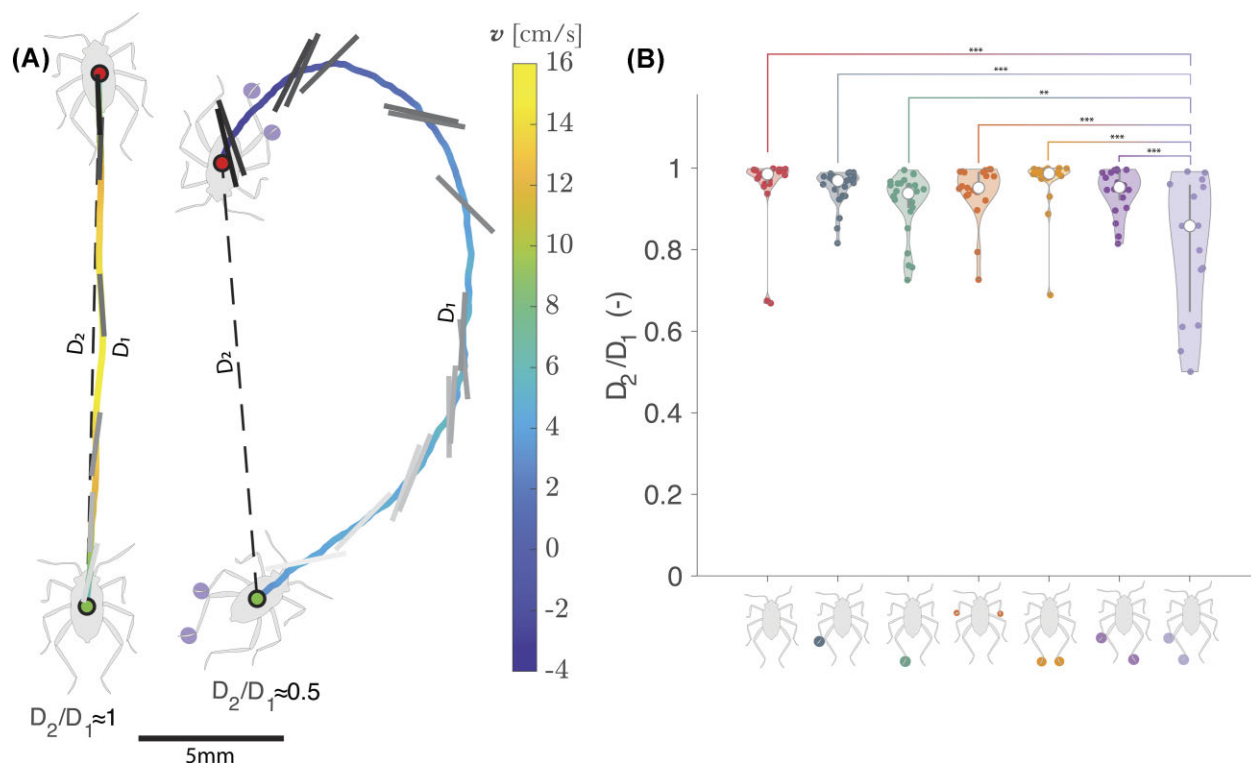 (A)
D₂
D₁
D₂/D₁≈1
D₂
D₁
D₂/D₁≈0.5
5mm
v [cm/s]
16
14
12
10
8
6
4
2
0
-2
-4
(B)
***
***
**
***
***
***
D₂/D₁ (-)
1
0.8
0.6
0.4
0.2
0